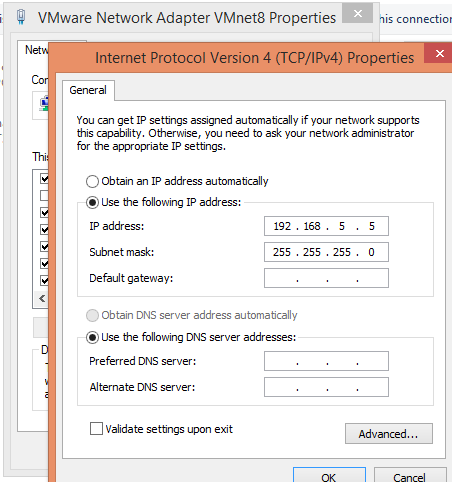 VMware Network Adapter VMnet8 Properties
this connection
Internet Protocol Version 4 (TCP/IPv4) Properties
General
You can get IP settings assigned automatically if your network supports
this capability. Otherwise, you need to ask your network administrator
for the appropriate IP settings.
Obtain an IP address automatically
Use the following IP address:
IP address: 192 . 168 . 5 . 5
Subnet mask: 255 . 255 . 255 . 0
Default gateway: . . .
Obtain DNS server address automatically
Use the following DNS server addresses:
Preferred DNS server: . . .
Alternate DNS server: . . .
Validate settings upon exit
Advanced...
OK Cancel